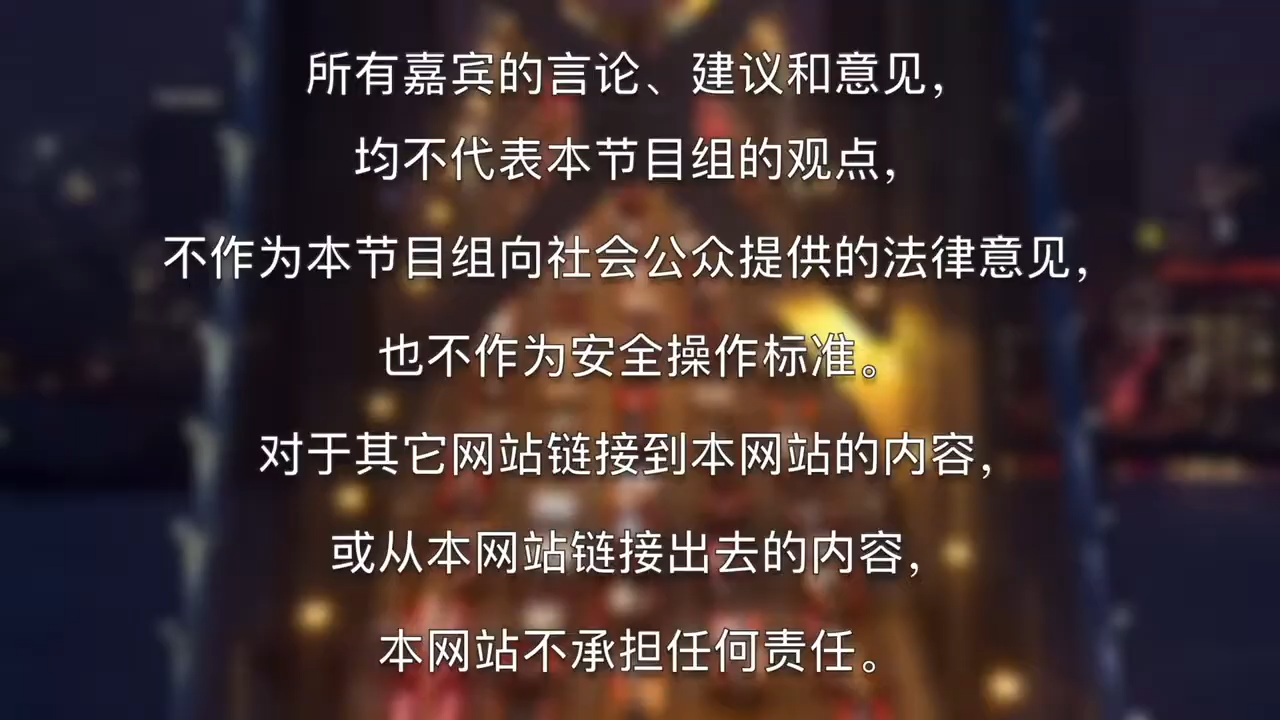 所有嘉宾的言论、建议和意见，
均不代表本节目组的观点，
不作为本节目组向社会公众提供的法律意见，
也不作为安全操作标准。
对于其它网站链接到本网站的内容，
或从本网站链接出去的内容，
本网站不承担任何责任。